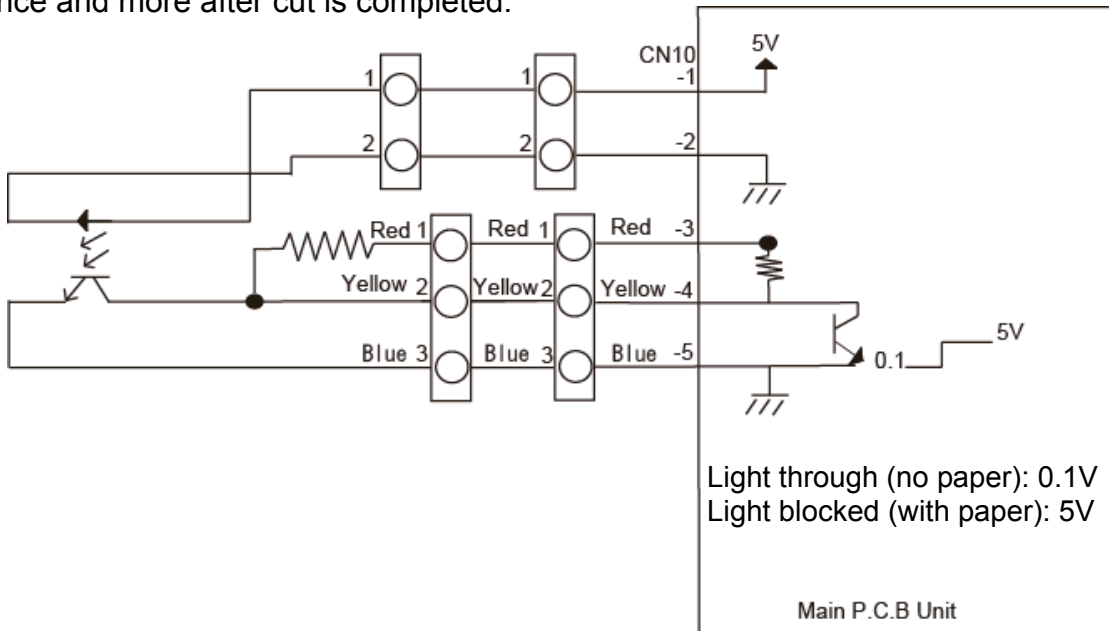 nce and more after cut is completed.
5V
CN10
1 1 -1
2 2 -2
Red 1 Red 1 Red -3
Yellow 2 Yellow 2 Yellow -4
5V
Blue 3 Blue 3 Blue -5
0.1
Light through (no paper): 0.1V
Light blocked (with paper): 5V
Main P.C.B Unit